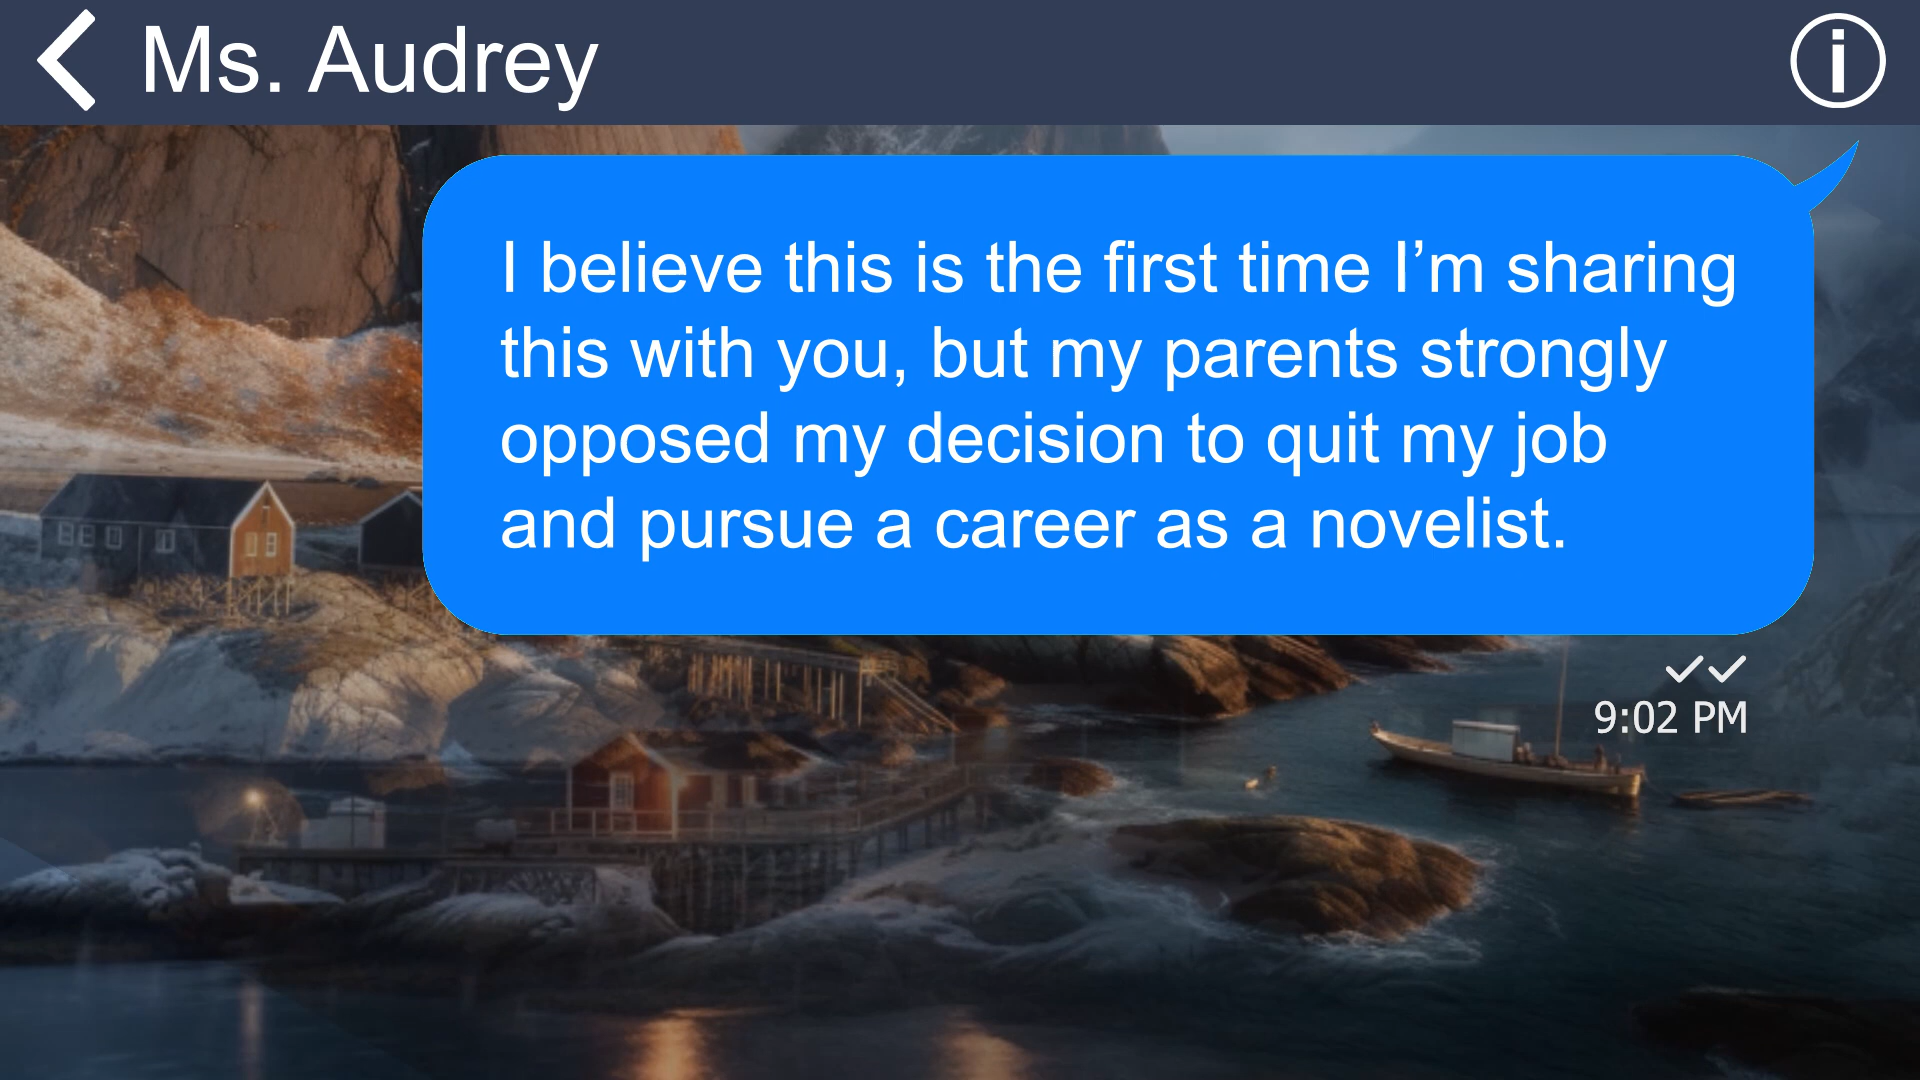 Ms. Audrey
I believe this is the first time I’m sharing
this with you, but my parents strongly
opposed my decision to quit my job
and pursue a career as a novelist.
9:02 PM